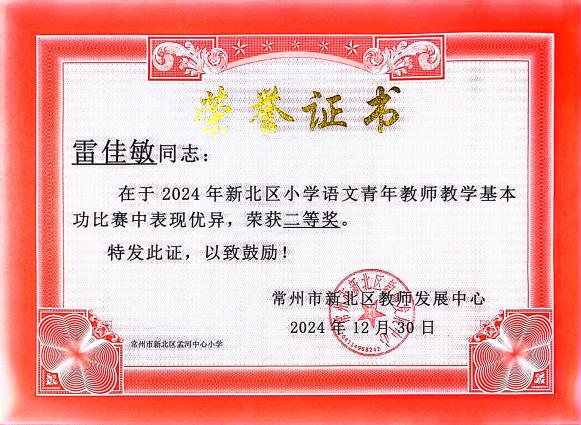 荣誉证书
雷佳敏同志：
在于 2024 年新北区小学语文青年教师教学基本
功比赛中表现优异，荣获二等奖。
特发此证，以致鼓励！
常州市新北区教师发展中心
2024 年 12 月 30 日
常州市新北区孟河中心小学